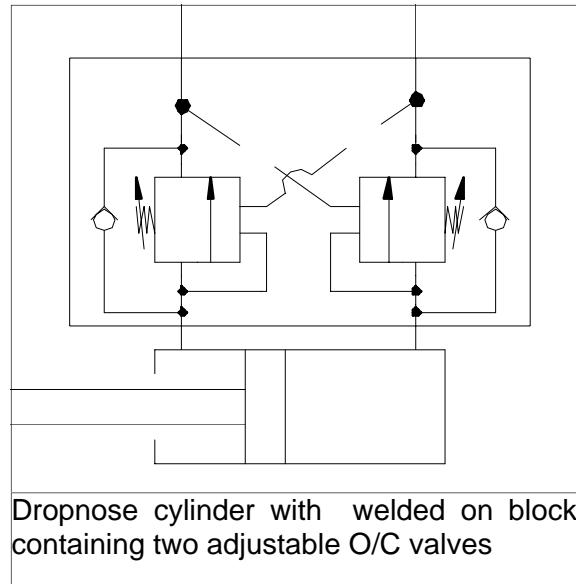 Dropnose cylinder with welded on block
containing two adjustable O/C valves